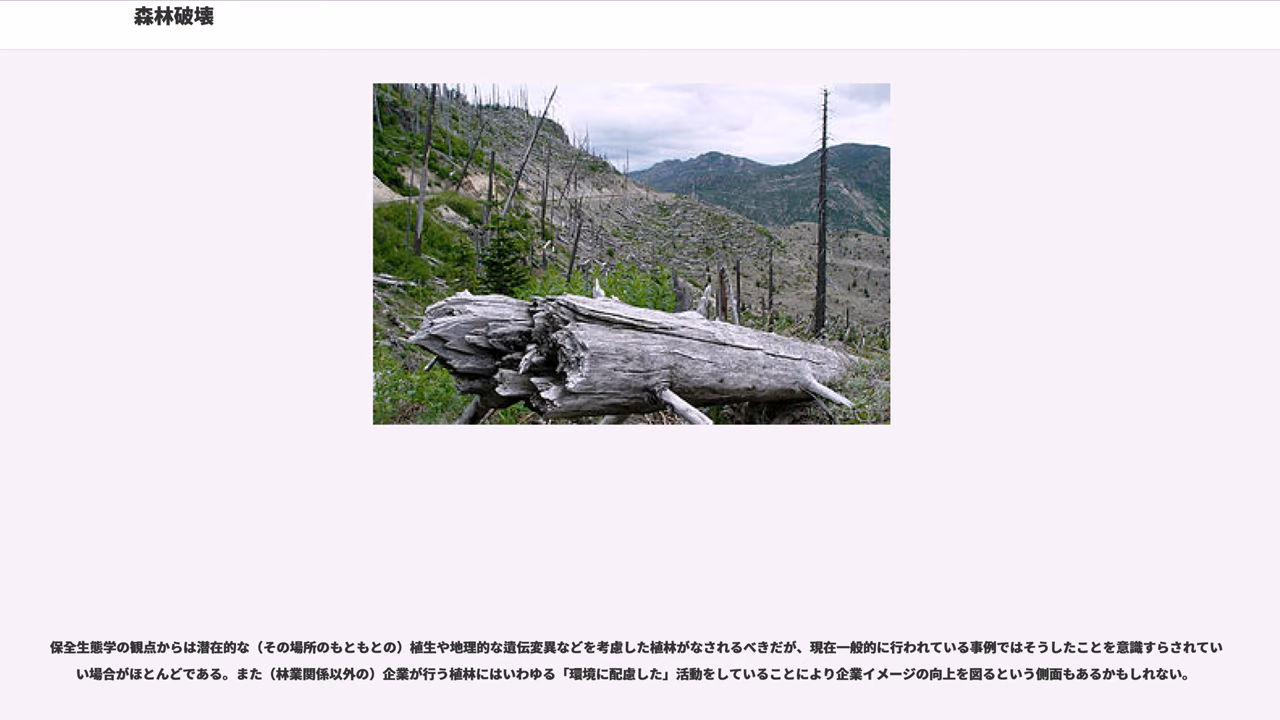 森林破壊
保全生態学の観点からは潜在的な（その場所のもともとの）植生や地理的な遺伝変異などを考慮した植林がなされるべきだが、現在一般的に行われている事例ではそうしたことを意識すらされてい
い場合がほとんどである。また（林業関係以外の）企業が行う植林にはいわゆる「環境に配慮した」活動をしていることにより企業イメージの向上を図るという側面もあるかもしれない。